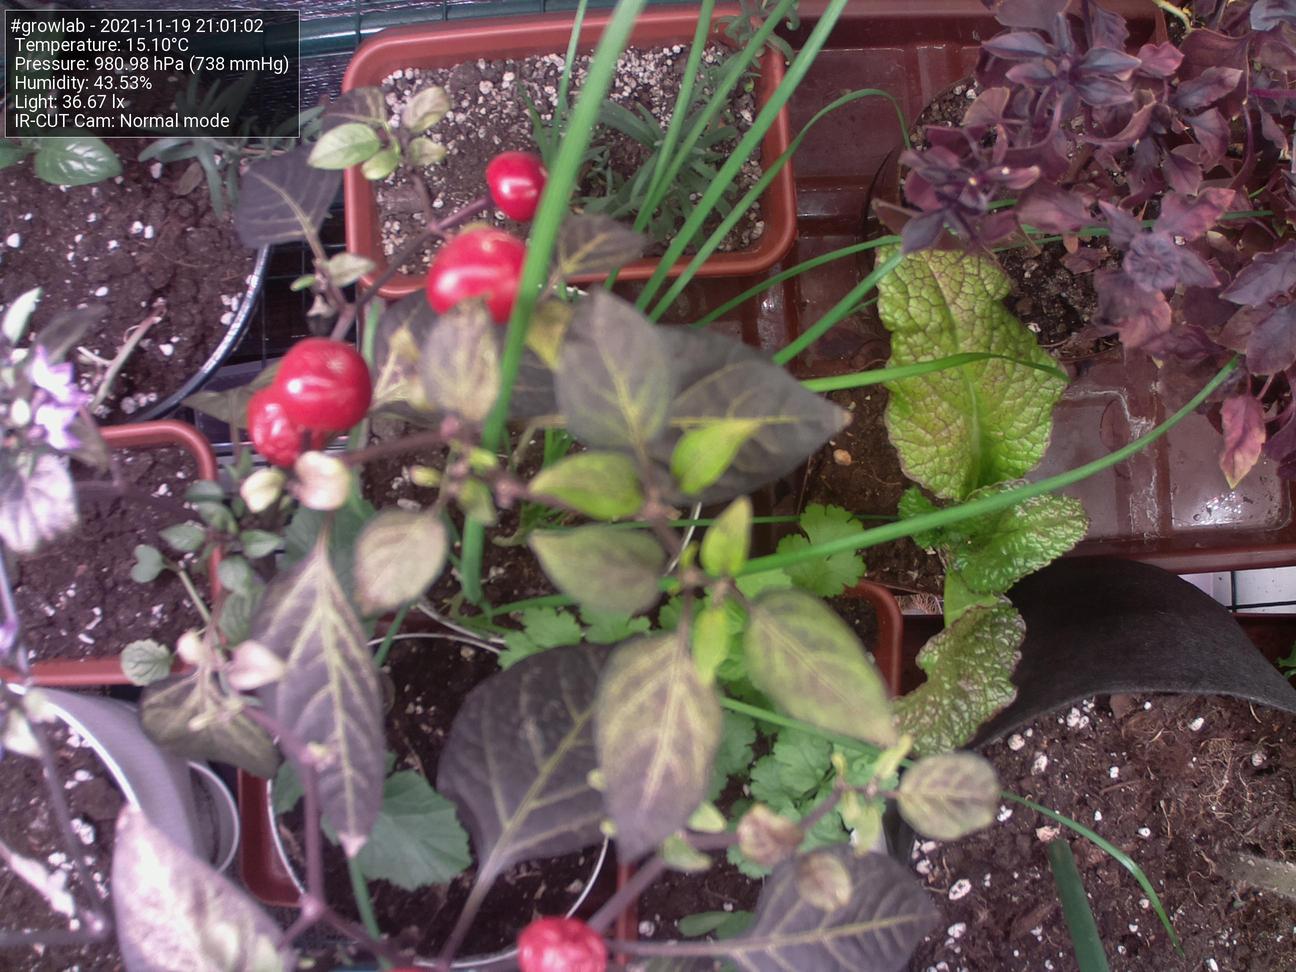 #growlab - 2021-11-19 21:01:02
Temperature: 15.10°C
Pressure: 980.98 hPa (738 mmHg)
Humidity: 43.53%
Light: 36.67 lx
IR-CUT Cam: Normal mode